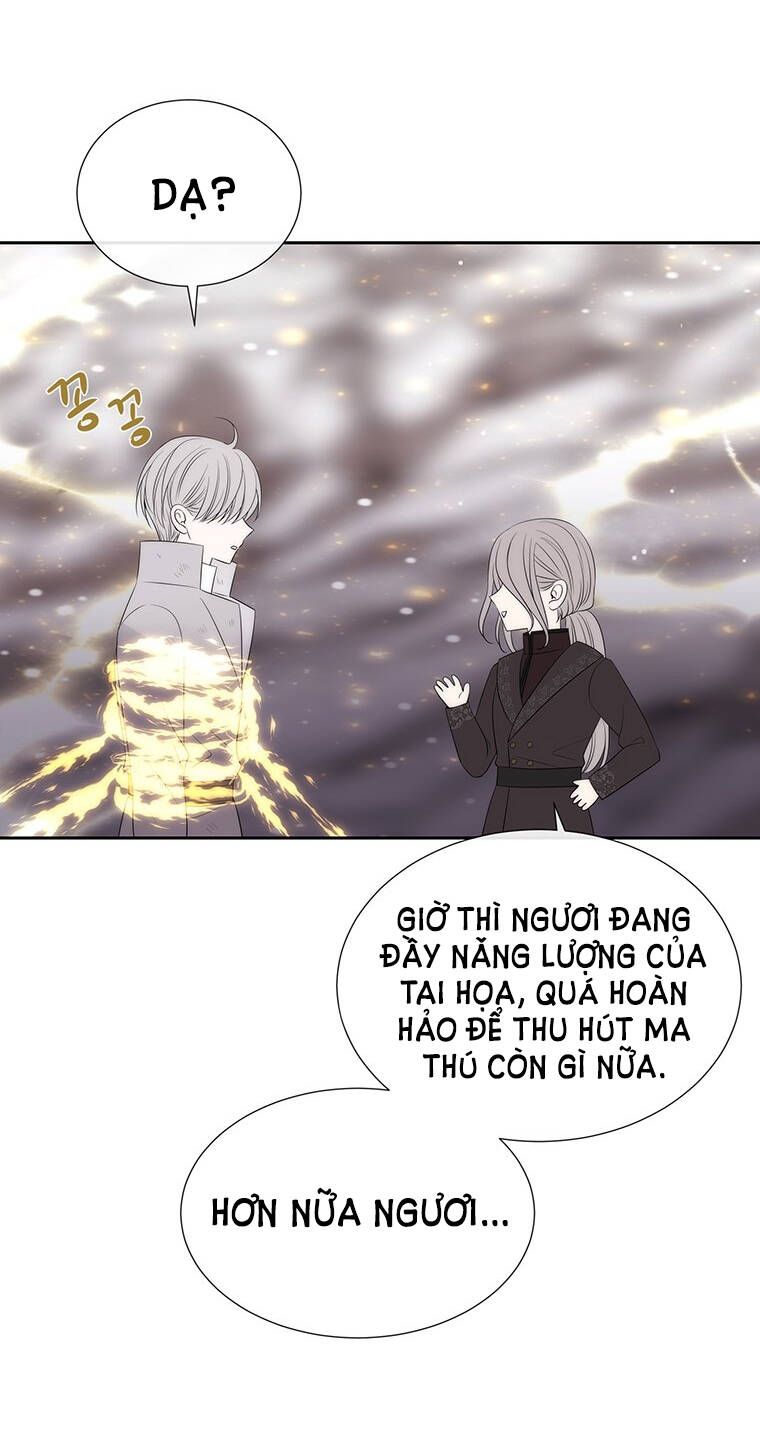 DẠ?
꽁
꽁
GIỜ THÌ NGƯƠI ĐANG
ĐẦY NĂNG LƯỢNG CỦA
TAI HỌA, QUÁ HOÀN
HẢO ĐỂ THU HÚT MA
THÚ CÒN GÌ NỮA.
HƠN NỮA NGƯƠI...